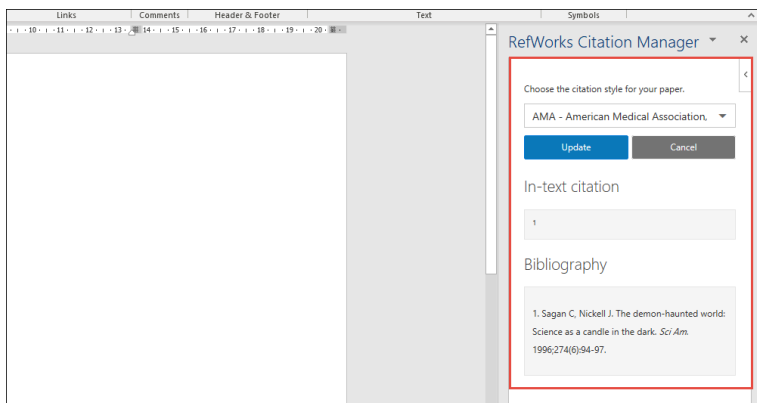 Links Comments Header & Footer Text Symbols
10 11 12 13 14 15 16 17 18 19 20
RefWorks Citation Manager
Choose the citation style for your paper.
AMA - American Medical Association,
Update Cancel
In-text citation
1
Bibliography
1. Sagan C, Nickell J. The demon-haunted world:
Science as a candle in the dark. Sci Am.
1996;274(6):94-97.